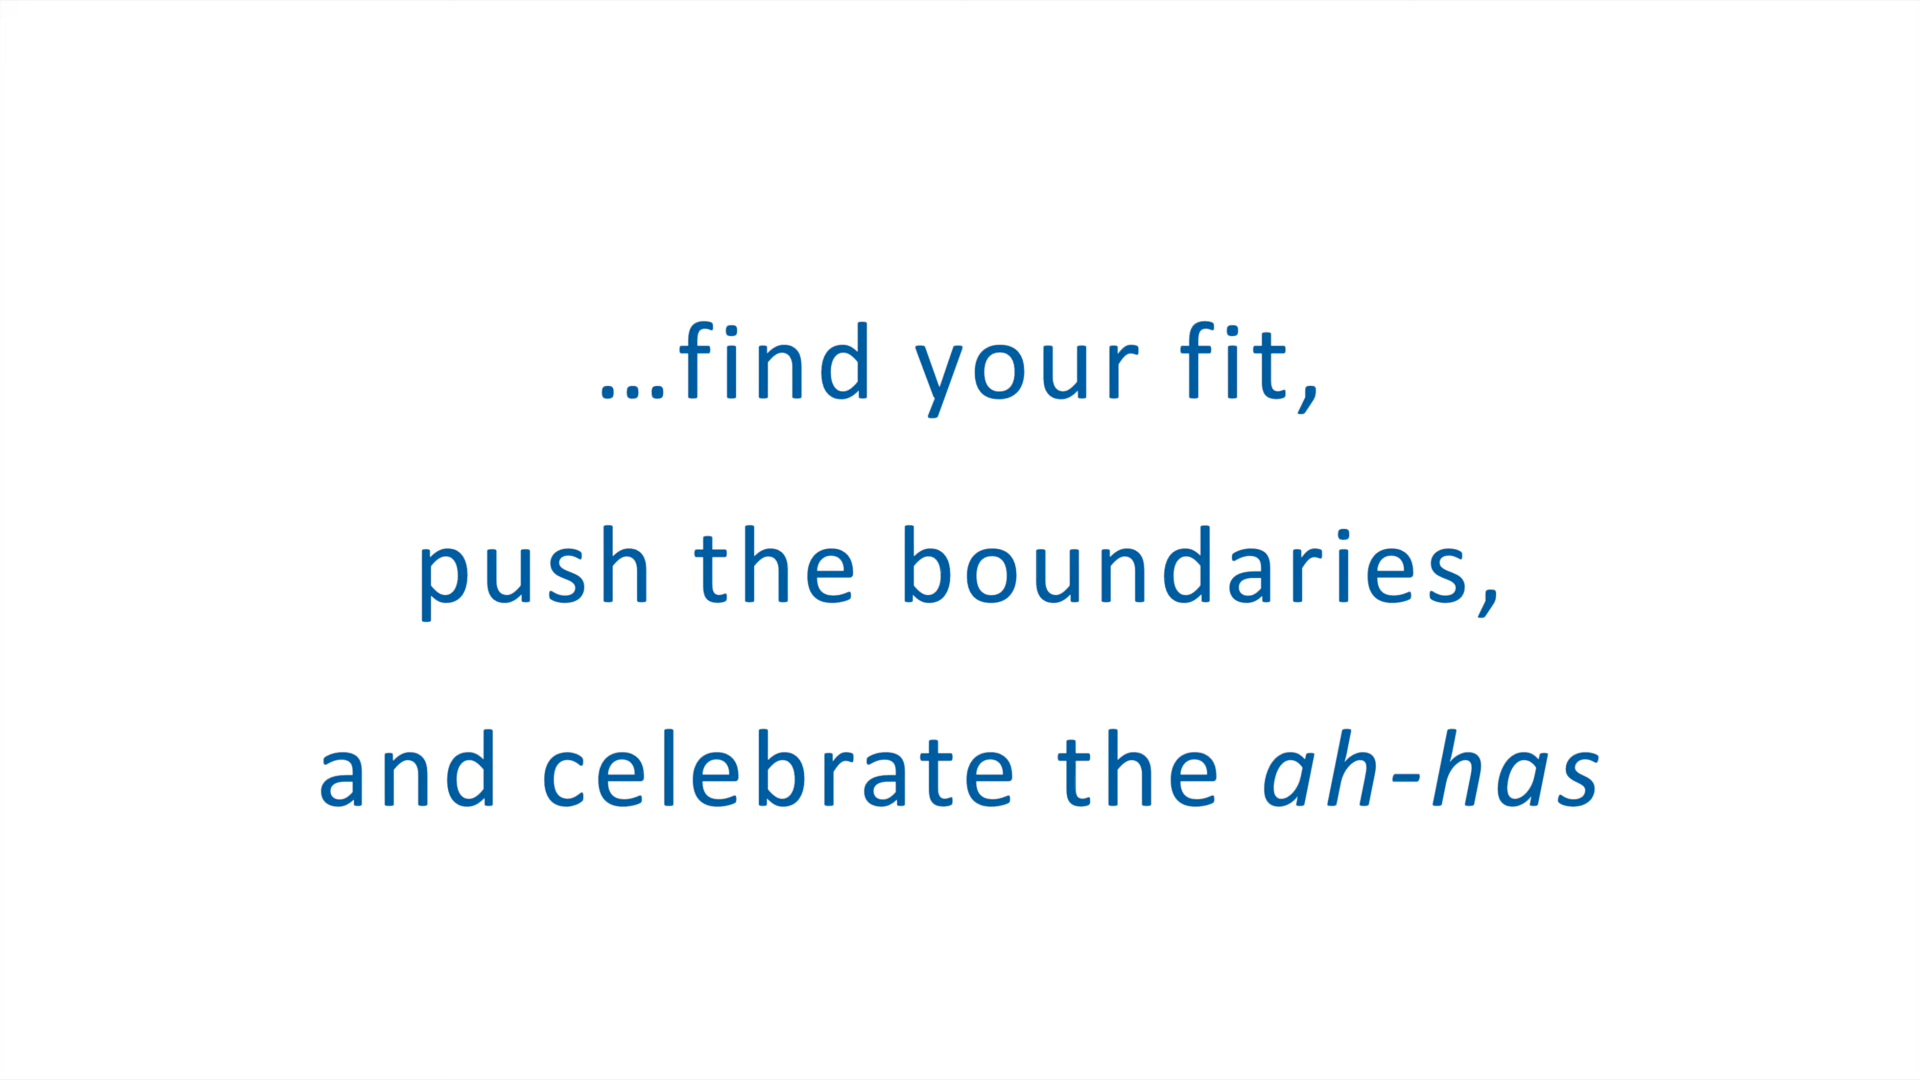 …find your fit,
push the boundaries,
and celebrate the ah-has